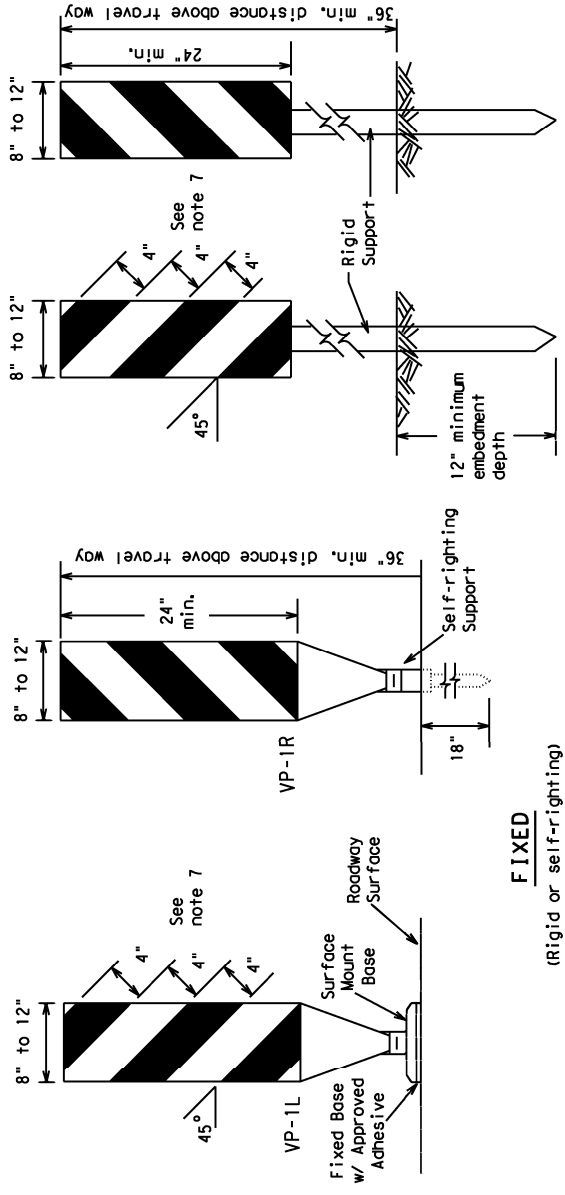 8" to 12"
8" to 12"
36" min. distance above travel way
24" min.
See
note 7
4"
4"
4"
45°
Rigid
Support
12" minimum
embedment
depth
8" to 12"
36" min. distance above travel way
24"
min.
VP-1R
Self-righting
Support
18"
8" to 12"
See
note 7
4"
4"
4"
45°
VP-1L
Surface
Mount
Base
Roadway
Surface
Fixed Base
w/ Approved
Adhesive
FIXED
(Rigid or self-righting)